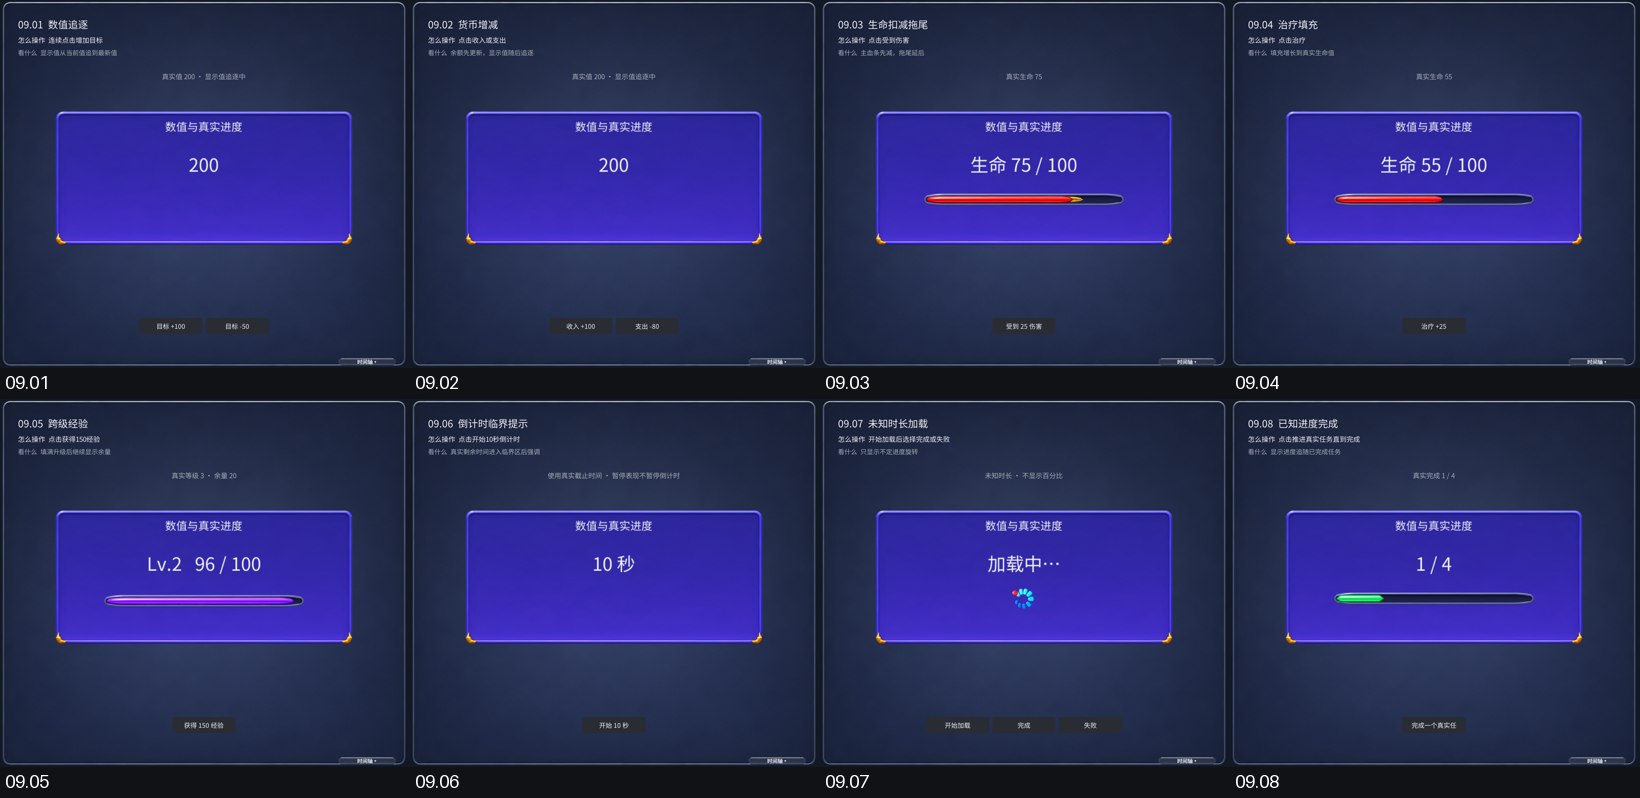 09.01 数值追逐
怎么操作 连续点击增加目标
看什么 显示值从当前值追到最新值
真实值 200 · 显示值追逐中
数值与真实进度
200
目标 +100
目标 -50
时间轴
09.01
09.02 货币增减
怎么操作 点击收入或支出
看什么 余额先更新，显示值随后追逐
真实值 200 · 显示值追逐中
数值与真实进度
200
收入 +100
支出 -80
时间轴
09.02
09.03 生命扣减拖尾
怎么操作 点击受到伤害
看什么 主血条先减，拖尾延后
真实生命 75
数值与真实进度
生命 75 / 100
受到 25 伤害
时间轴
09.03
09.04 治疗填充
怎么操作 点击治疗
看什么 填充增长到真实生命值
真实生命 55
数值与真实进度
生命 55 / 100
治疗 +25
时间轴
09.04
09.05 跨级经验
怎么操作 点击获得150经验
看什么 填满升级后继续显示余量
真实等级 3 · 余量 20
数值与真实进度
Lv.2 96 / 100
获得 150 经验
时间轴
09.05
09.06 倒计时临界提示
怎么操作 点击开始10秒倒计时
看什么 真实剩余时间进入临界区后强调
使用真实截止时间 · 暂停表现不暂停倒计时
数值与真实进度
10 秒
开始 10 秒
时间轴
09.06
09.07 未知时长加载
怎么操作 开始加载后选择完成或失败
看什么 只显示不定进度旋转
未知时长 · 不显示百分比
数值与真实进度
加载中…
开始加载
完成
失败
时间轴
09.07
09.08 已知进度完成
怎么操作 点击推进真实任务直到完成
看什么 显示进度追随已完成任务
真实完成 1 / 4
数值与真实进度
1 / 4
完成一个真实任
时间轴
09.08